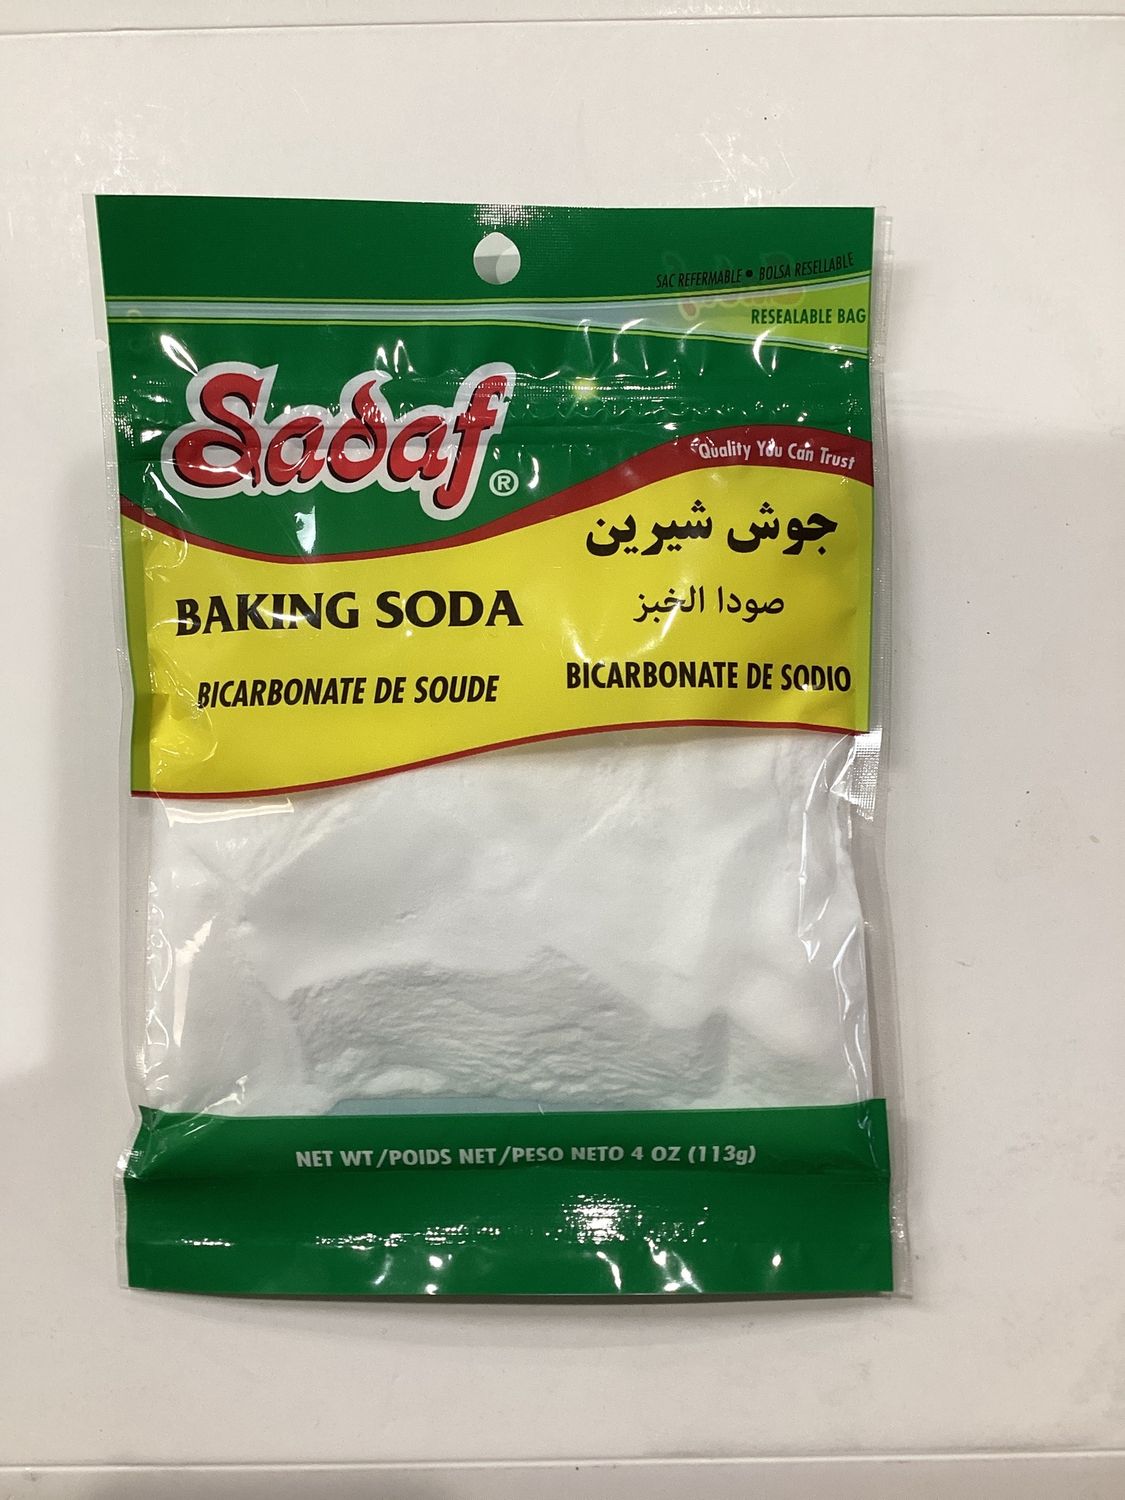 SAC REFERMABLE • BOLSA RESELLABLE
RESEALABLE BAG
Sadaf®
Quality You Can Trust
جوش شیرین
صودا الخبز
BAKING SODA
BICARBONATE DE SOUDE
BICARBONATE DE SODIO
NET WT/POIDS NET/PESO NETO 4 OZ (113g)